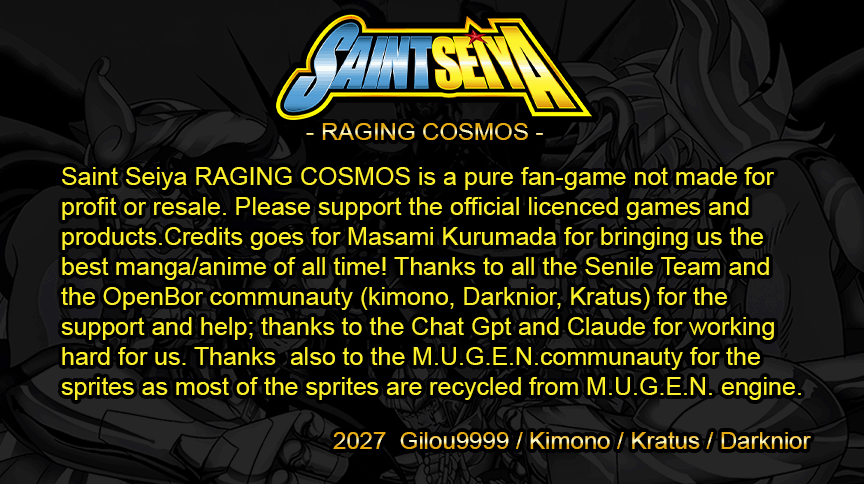 SAINT SEIYA
- RAGING COSMOS -
Saint Seiya RAGING COSMOS is a pure fan-game not made for
profit or resale. Please support the official licenced games and
products.Credits goes for Masami Kurumada for bringing us the
best manga/anime of all time! Thanks to all the Senile Team and
the OpenBor communauty (kimono, Darknior, Kratus) for the
support and help; thanks to the Chat Gpt and Claude for working
hard for us. Thanks  also to the M.U.G.E.N.communauty for the
sprites as most of the sprites are recycled from M.U.G.E.N. engine.
2027  Gilou9999 / Kimono / Kratus / Darknior